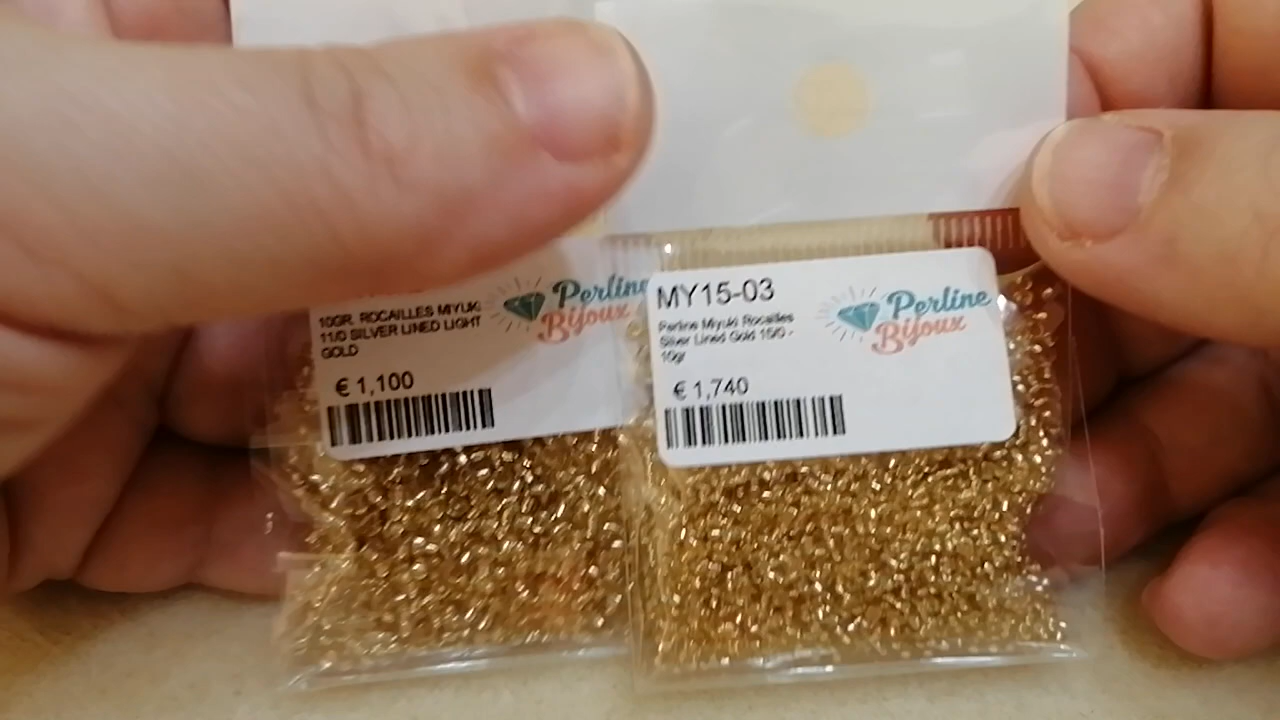 10GR. ROCAILLES MIYUKI
11/0 SILVER LINED LIGHT
GOLD
€ 1,100
Perline
Bijoux
MY15-03
Perline Miyuki Rocailles
Silver Lined Gold 15/0 -
10gr
€ 1,740
Perline
Bijoux